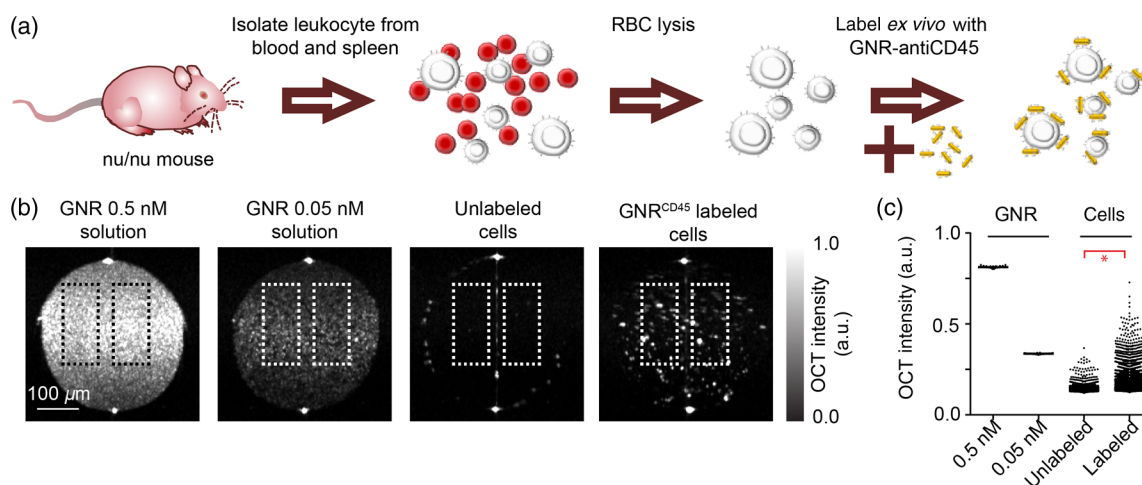 (a)
Isolate leukocyte from
blood and spleen
RBC lysis
Label ex vivo with
GNR-antiCD45
nu/nu mouse
(b)
GNR 0.5 nM
solution
GNR 0.05 nM
solution
Unlabeled
cells
GNRCD45 labeled
cells
100 µm
1.0
0.0
OCT intensity
(a.u.)
(c)
GNR
Cells
1.0
0.5
0.0
OCT intensity (a.u.)
*
0.5 nM
0.05 nM
Unlabeled
Labeled